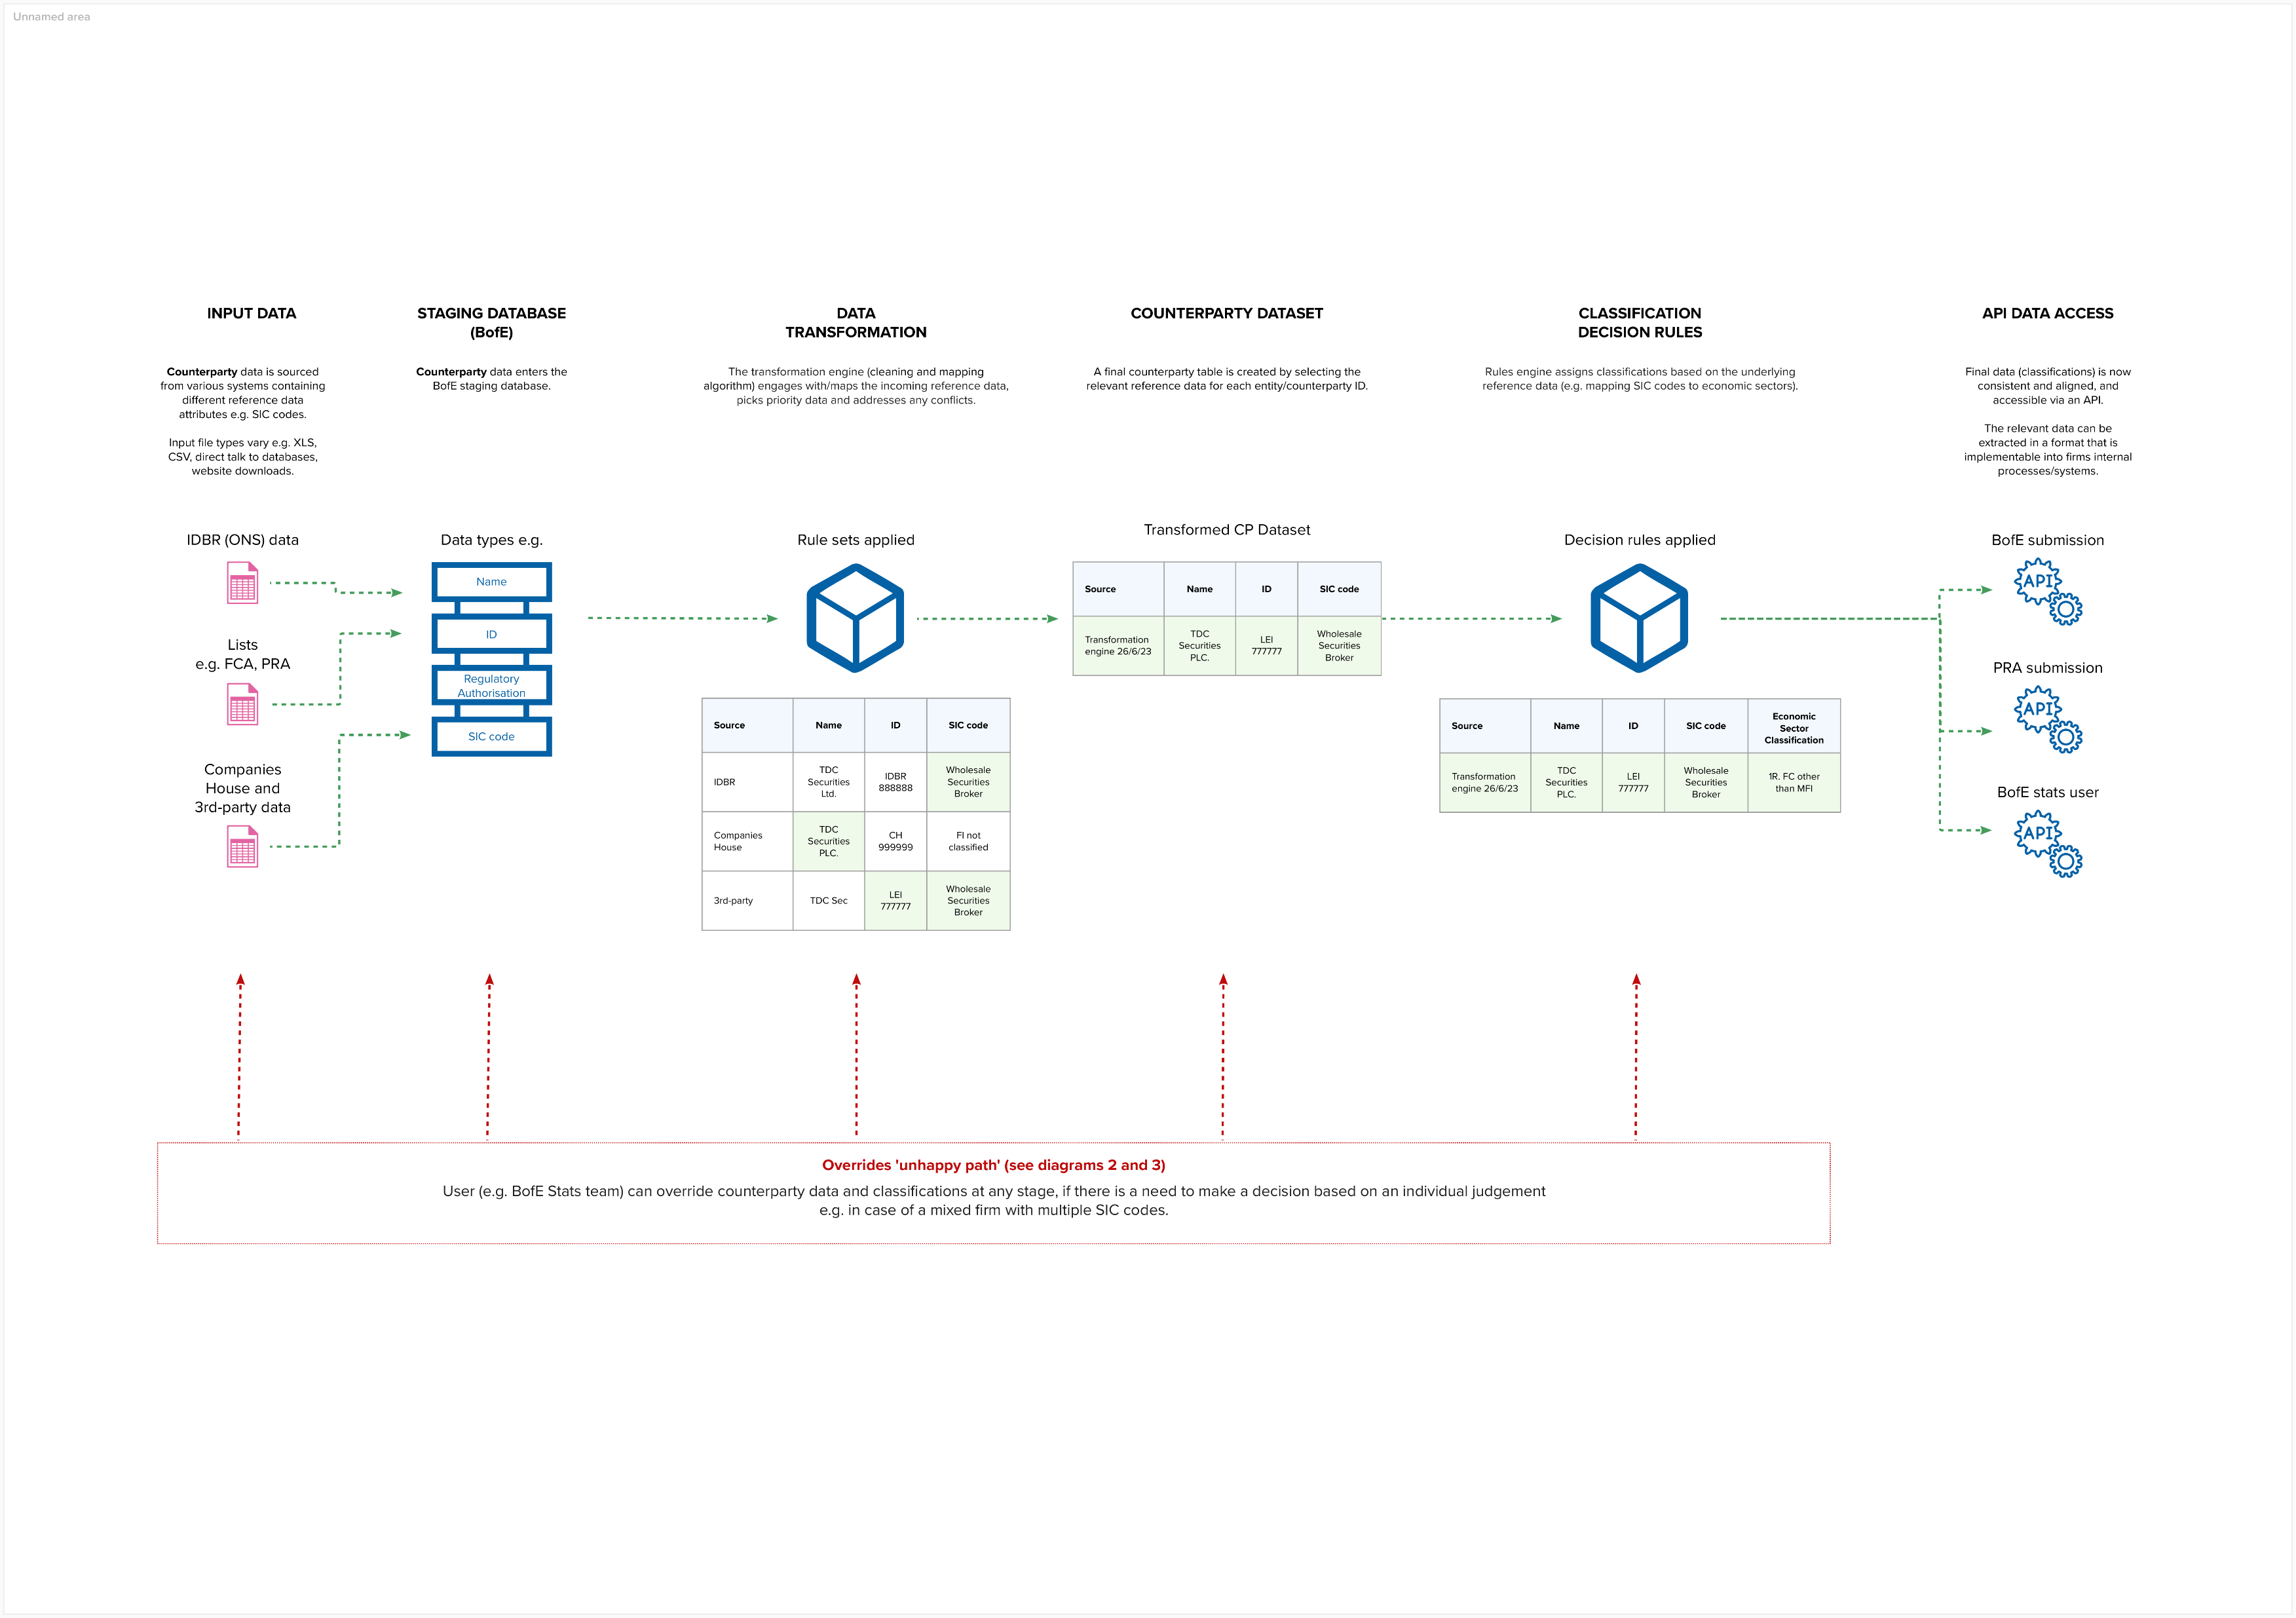 Unnamed area
INPUT DATA
Counterparty data is sourced
from various systems containing
different reference data
attributes e.g. SIC codes.
Input file types vary e.g. XLS,
CSV, direct talk to databases,
website downloads.
IDBR (ONS) data
Lists
e.g. FCA, PRA
Companies
House and
3rd-party data
STAGING DATABASE
(BofE)
Counterparty data enters the
BofE staging database.
Data types e.g.
Name
ID
Regulatory
Authorisation
SIC code
DATA
TRANSFORMATION
The transformation engine (cleaning and mapping
algorithm) engages with/maps the incoming reference data,
picks priority data and addresses any conflicts.
Rule sets applied
Source Name ID SIC code
IDBR
TDC
Securities
Ltd.
IDBR
888888
Wholesale
Securities
Broker
Companies
House
TDC
Securities
PLC.
CH
999999
FI not
classified
3rd-party
TDC Sec
LEI
777777
Wholesale
Securities
Broker
COUNTERPARTY DATASET
A final counterparty table is created by selecting the
relevant reference data for each entity/counterparty ID.
Transformed CP Dataset
Source Name ID SIC code
Transformation
engine 26/6/23
TDC
Securities
PLC.
LEI
777777
Wholesale
Securities
Broker
CLASSIFICATION
DECISION RULES
Rules engine assigns classifications based on the underlying
reference data (e.g. mapping SIC codes to economic sectors).
Decision rules applied
Source Name ID SIC code
Economic
Sector
Classification
Transformation
engine 26/6/23
TDC
Securities
PLC.
LEI
777777
Wholesale
Securities
Broker
1R. FC other
than MFI
API DATA ACCESS
Final data (classifications) is now
consistent and aligned, and
accessible via an API.
The relevant data can be
extracted in a format that is
implementable into firms internal
processes/systems.
BofE submission
API
PRA submission
API
BofE stats user
API
Overrides 'unhappy path' (see diagrams 2 and 3)
User (e.g. BofE Stats team) can override counterparty data and classifications at any stage, if there is a need to make a decision based on an individual judgement
e.g. in case of a mixed firm with multiple SIC codes.